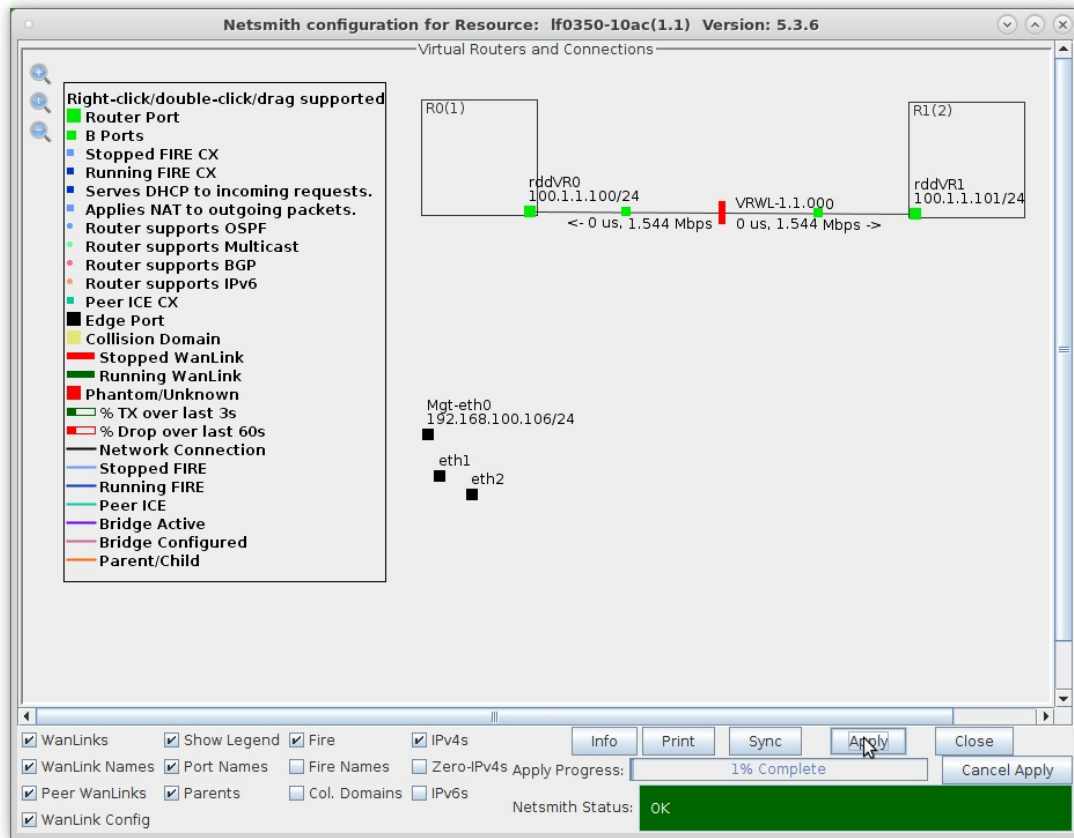 Netsmith configuration for Resource: lf0350-10ac(1.1) Version: 5.3.6
Virtual Routers and Connections
Right-click/double-click/drag supported
Router Port
B Ports
Stopped FIRE CX
Running FIRE CX
Serves DHCP to incoming requests.
Applies NAT to outgoing packets.
Router supports OSPF
Router supports Multicast
Router supports BGP
Router supports IPv6
Peer ICE CX
Edge Port
Collision Domain
Stopped WanLink
Running WanLink
Phantom/Unknown
% TX over last 3s
% Drop over last 60s
Network Connection
Stopped FIRE
Running FIRE
Peer ICE
Bridge Active
Bridge Configured
Parent/Child
R0(1)
R1(2)
rddVR0
100.1.1.100/24
VRWL-1.1.000
rddVR1
100.1.1.101/24
<- 0 us, 1.544 Mbps
0 us, 1.544 Mbps ->
Mgt-eth0
192.168.100.106/24
eth1
eth2
WanLinks Show Legend Fire IPv4s Info Print Sync Apply Close
WanLink Names Port Names Fire Names Zero-IPv4s Apply Progress: 1% Complete Cancel Apply
Peer WanLinks Parents Col. Domains IPv6s Netsmith Status: OK
WanLink Config